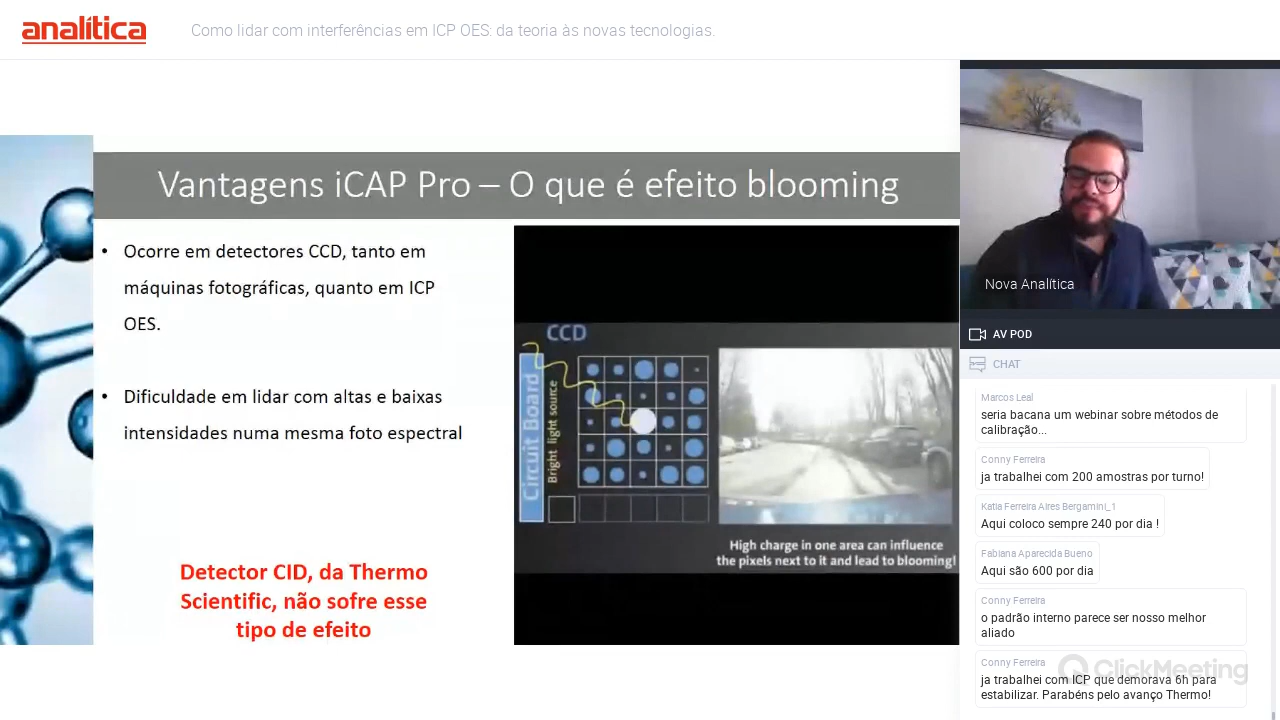 analítica
Como lidar com interferências em ICP OES: da teoria às novas tecnologias.
Vantagens iCAP Pro – O que é efeito blooming
• Ocorre em detectores CCD, tanto em
máquinas fotográficas, quanto em ICP
OES.
• Dificuldade em lidar com altas e baixas
intensidades numa mesma foto espectral
Detector CID, da Thermo
Scientific, não sofre esse
tipo de efeito
CCD
Circuit Board
Bright light source
High charge in one area can influence
the pixels next to it and lead to blooming!
Nova Analítica
AV POD
CHAT
Marcos Leal
seria bacana um webinar sobre métodos de
calibração...
Conny Ferreira
ja trabalhei com 200 amostras por turno!
Katia Ferreira Aires Bergamini_1
Aqui coloco sempre 240 por dia !
Fabiana Aparecida Bueno
Aqui são 600 por dia
Conny Ferreira
o padrão interno parece ser nosso melhor
aliado
Conny Ferreira
ja trabalhei com ICP que demorava 6h para
estabilizar. Parabéns pelo avanço Thermo!
ClickMeeting